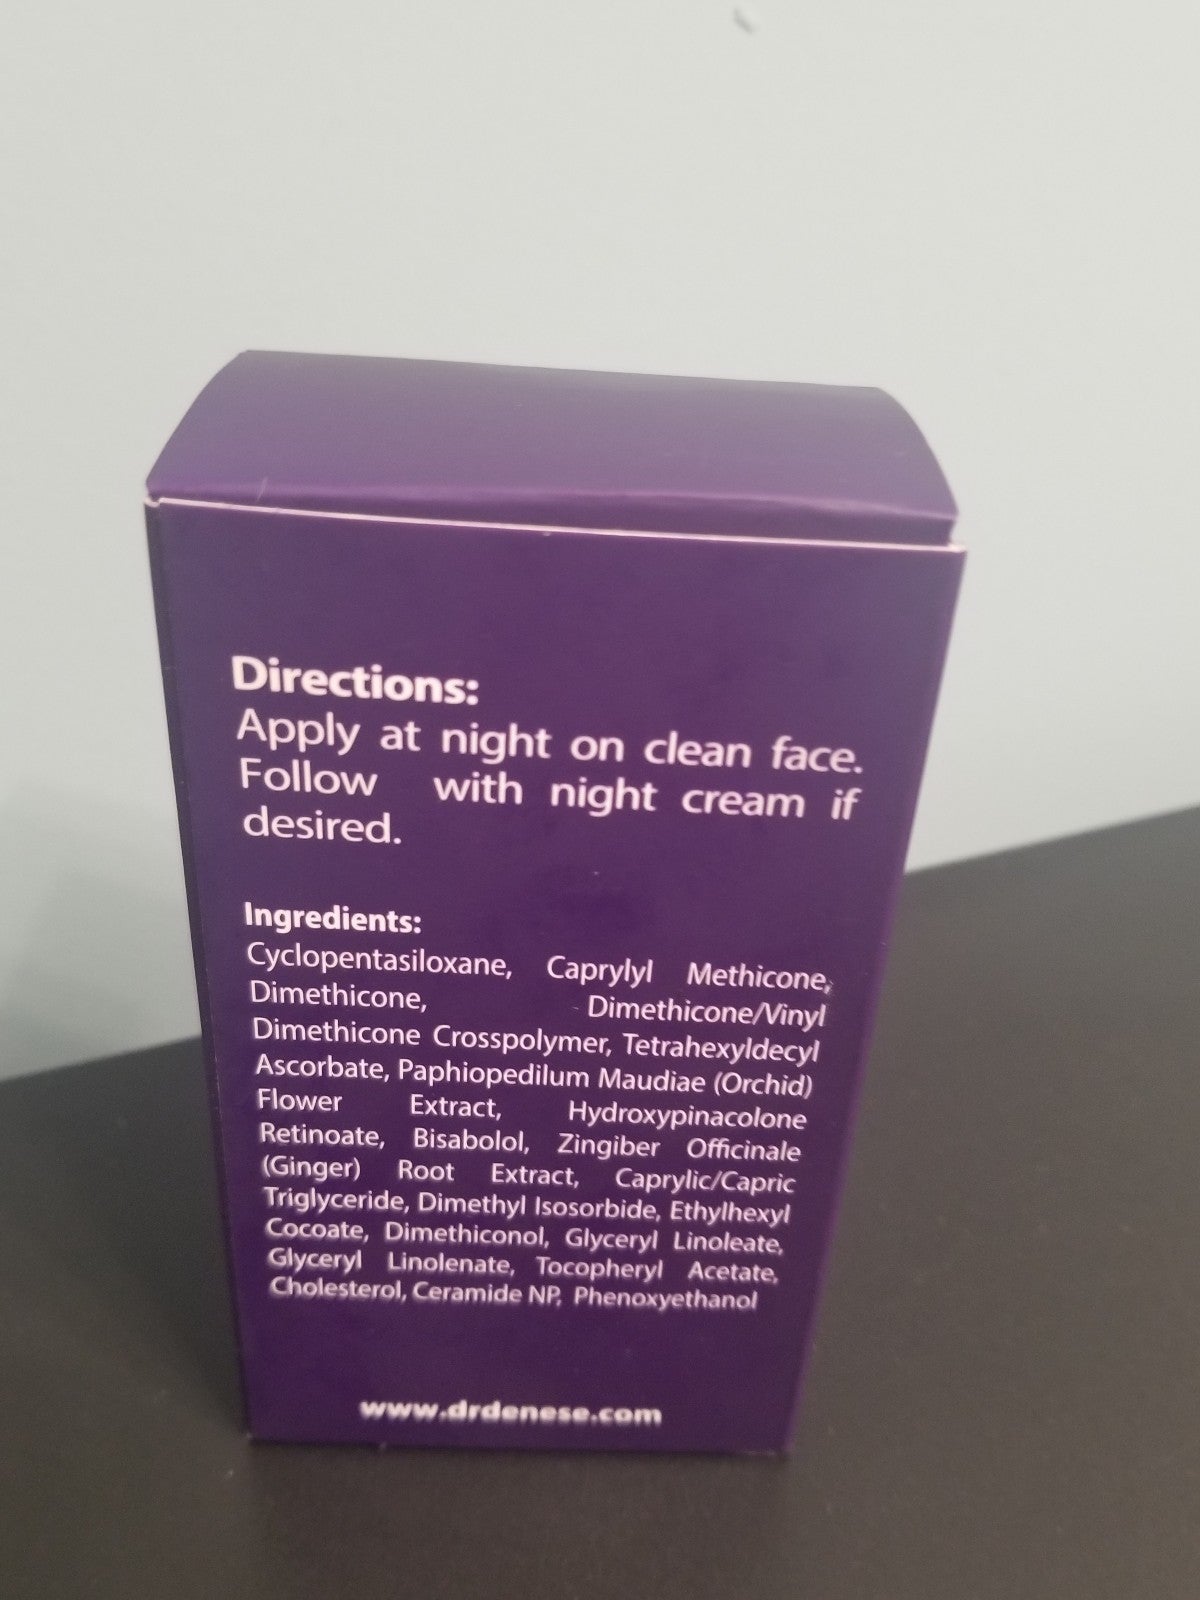 Directions:
Apply at night on clean face.
Follow with night cream if
desired.
Ingredients:
Cyclopentasiloxane, Caprylyl Methicone,
Dimethicone, Dimethicone/Vinyl
Dimethicone Crosspolymer, Tetrahexyldecyl
Ascorbate, Paphiopedilum Maudiae (Orchid)
Flower Extract, Hydroxypinacolone
Retinoate, Bisabolol, Zingiber Officinale
(Ginger) Root Extract, Caprylic/Capric
Triglyceride, Dimethyl Isosorbide, Ethylhexyl
Cocoate, Dimethiconol, Glyceryl Linoleate,
Glyceryl Linolenate, Tocopheryl Acetate,
Cholesterol, Ceramide NP, Phenoxyethanol
www.drdenese.com